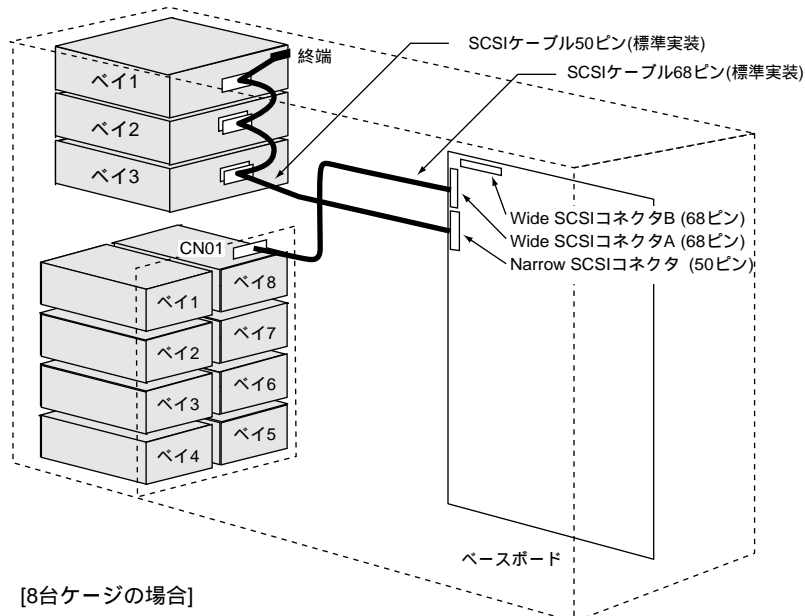 SCSIケーブル50ピン(標準実装)
終端
SCSIケーブル68ピン(標準実装)
ベイ1
ベイ2
ベイ3
Wide SCSIコネクタB (68ピン)
Wide SCSIコネクタA (68ピン)
Narrow SCSIコネクタ (50ピン)
CN01
ベイ8
ベイ1
ベイ7
ベイ2
ベイ6
ベイ3
ベイ5
ベイ4
ベースボード
[8台ケージの場合]